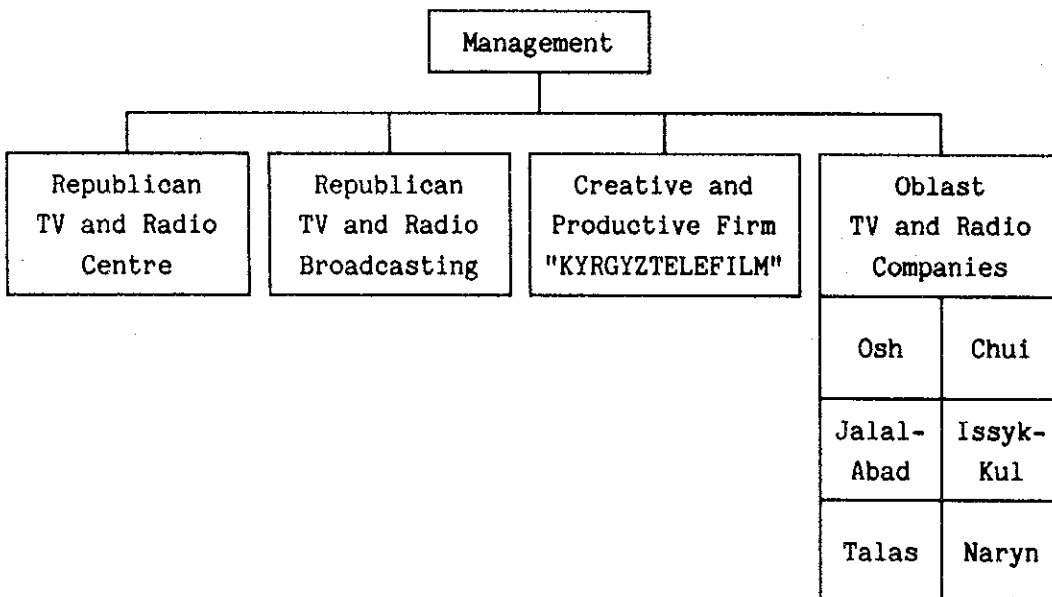 Management
Republican
TV and Radio
Centre
Republican
TV and Radio
Broadcasting
Creative and
Productive Firm
"KYRGYZTELEFILM"
Oblast
TV and Radio
Companies
Osh
Chui
Jalal-
Abad
Issyk-
Kul
Talas
Naryn